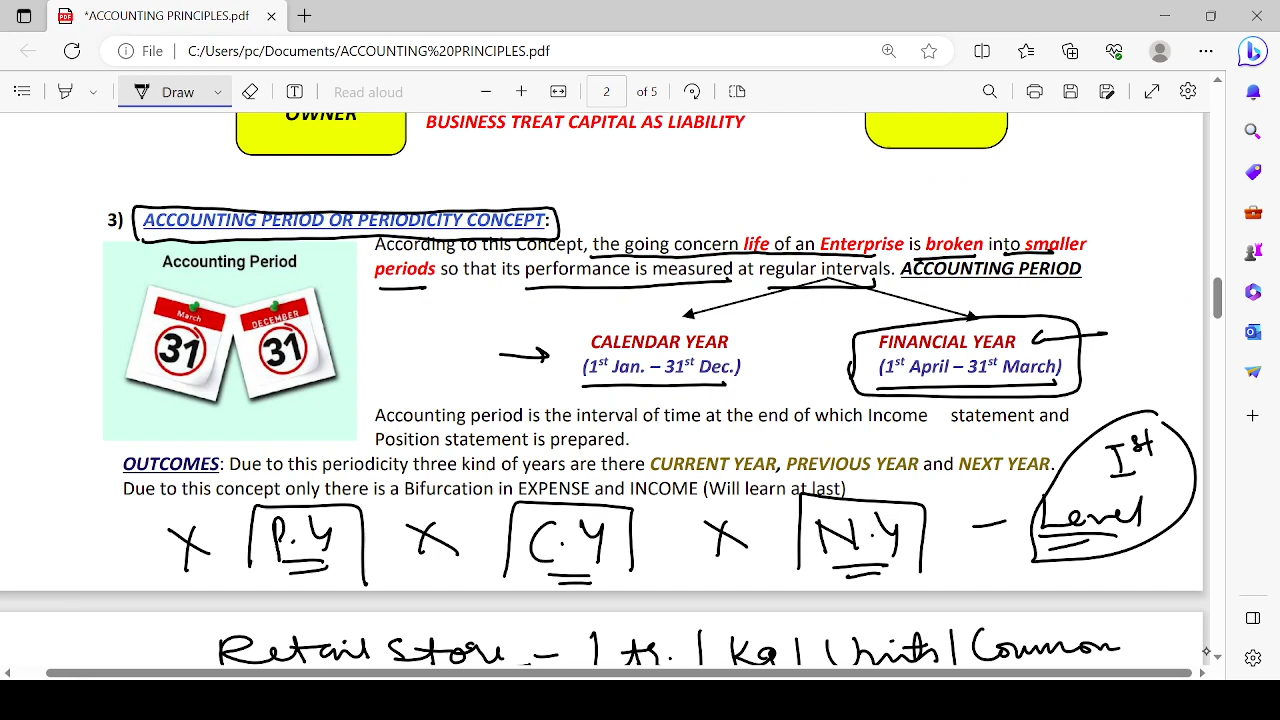 *ACCOUNTING PRINCIPLES.pdf
File C:/Users/pc/Documents/ACCOUNTING%20PRINCIPLES.pdf
Draw Read aloud 2 of 5
OWNER
BUSINESS TREAT CAPITAL AS LIABILITY
3) ACCOUNTING PERIOD OR PERIODICITY CONCEPT:
According to this Concept, the going concern life of an Enterprise is broken into smaller
periods so that its performance is measured at regular intervals. ACCOUNTING PERIOD
Accounting Period
March
31
DECEMBER
31
CALENDAR YEAR
(1st Jan. – 31st Dec.)
FINANCIAL YEAR
(1st April – 31st March)
Accounting period is the interval of time at the end of which Income statement and
Position statement is prepared.
OUTCOMES: Due to this periodicity three kind of years are there CURRENT YEAR, PREVIOUS YEAR and NEXT YEAR.
Due to this concept only there is a Bifurcation in EXPENSE and INCOME (Will learn at last)
Ist
Level
X P.Y X C.Y X N.Y –
Retail Store – | | Kg | Units | Common